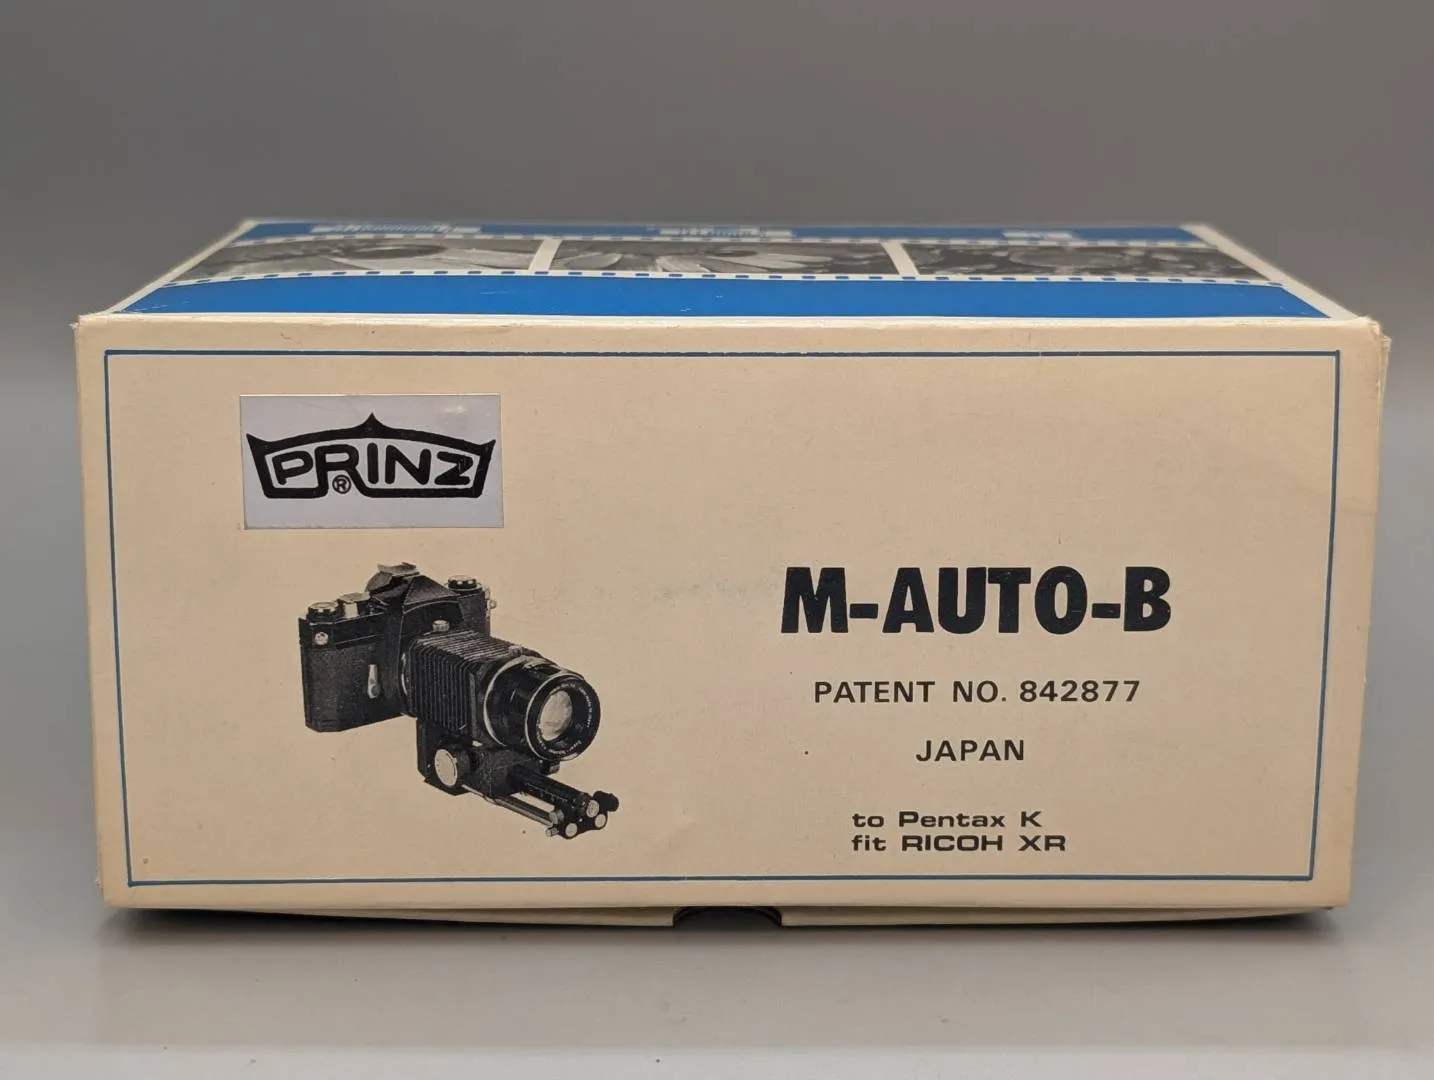 PRINZ
®
M-AUTO-B
PATENT NO. 842877
JAPAN
to Pentax K
fit RICOH XR